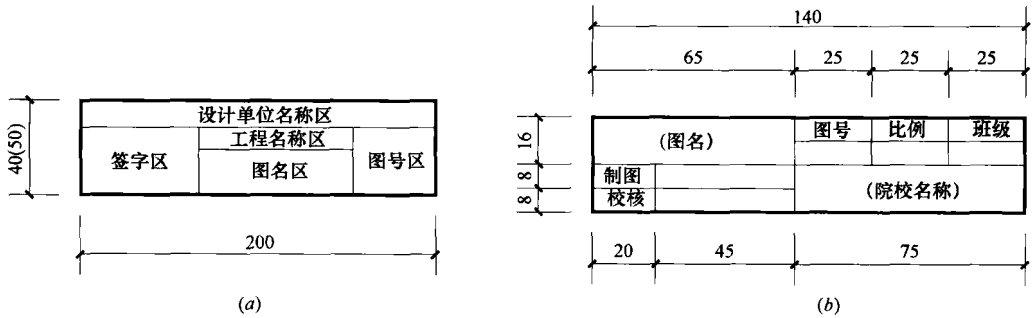 设计单位名称区
工程名称区
签字区
图名区
图号区
40(50)
200
(a)
140
65
25
25
25
16
8
8
(图名)
图号
比例
班级
制图
校核
(院校名称)
20
45
75
(b)